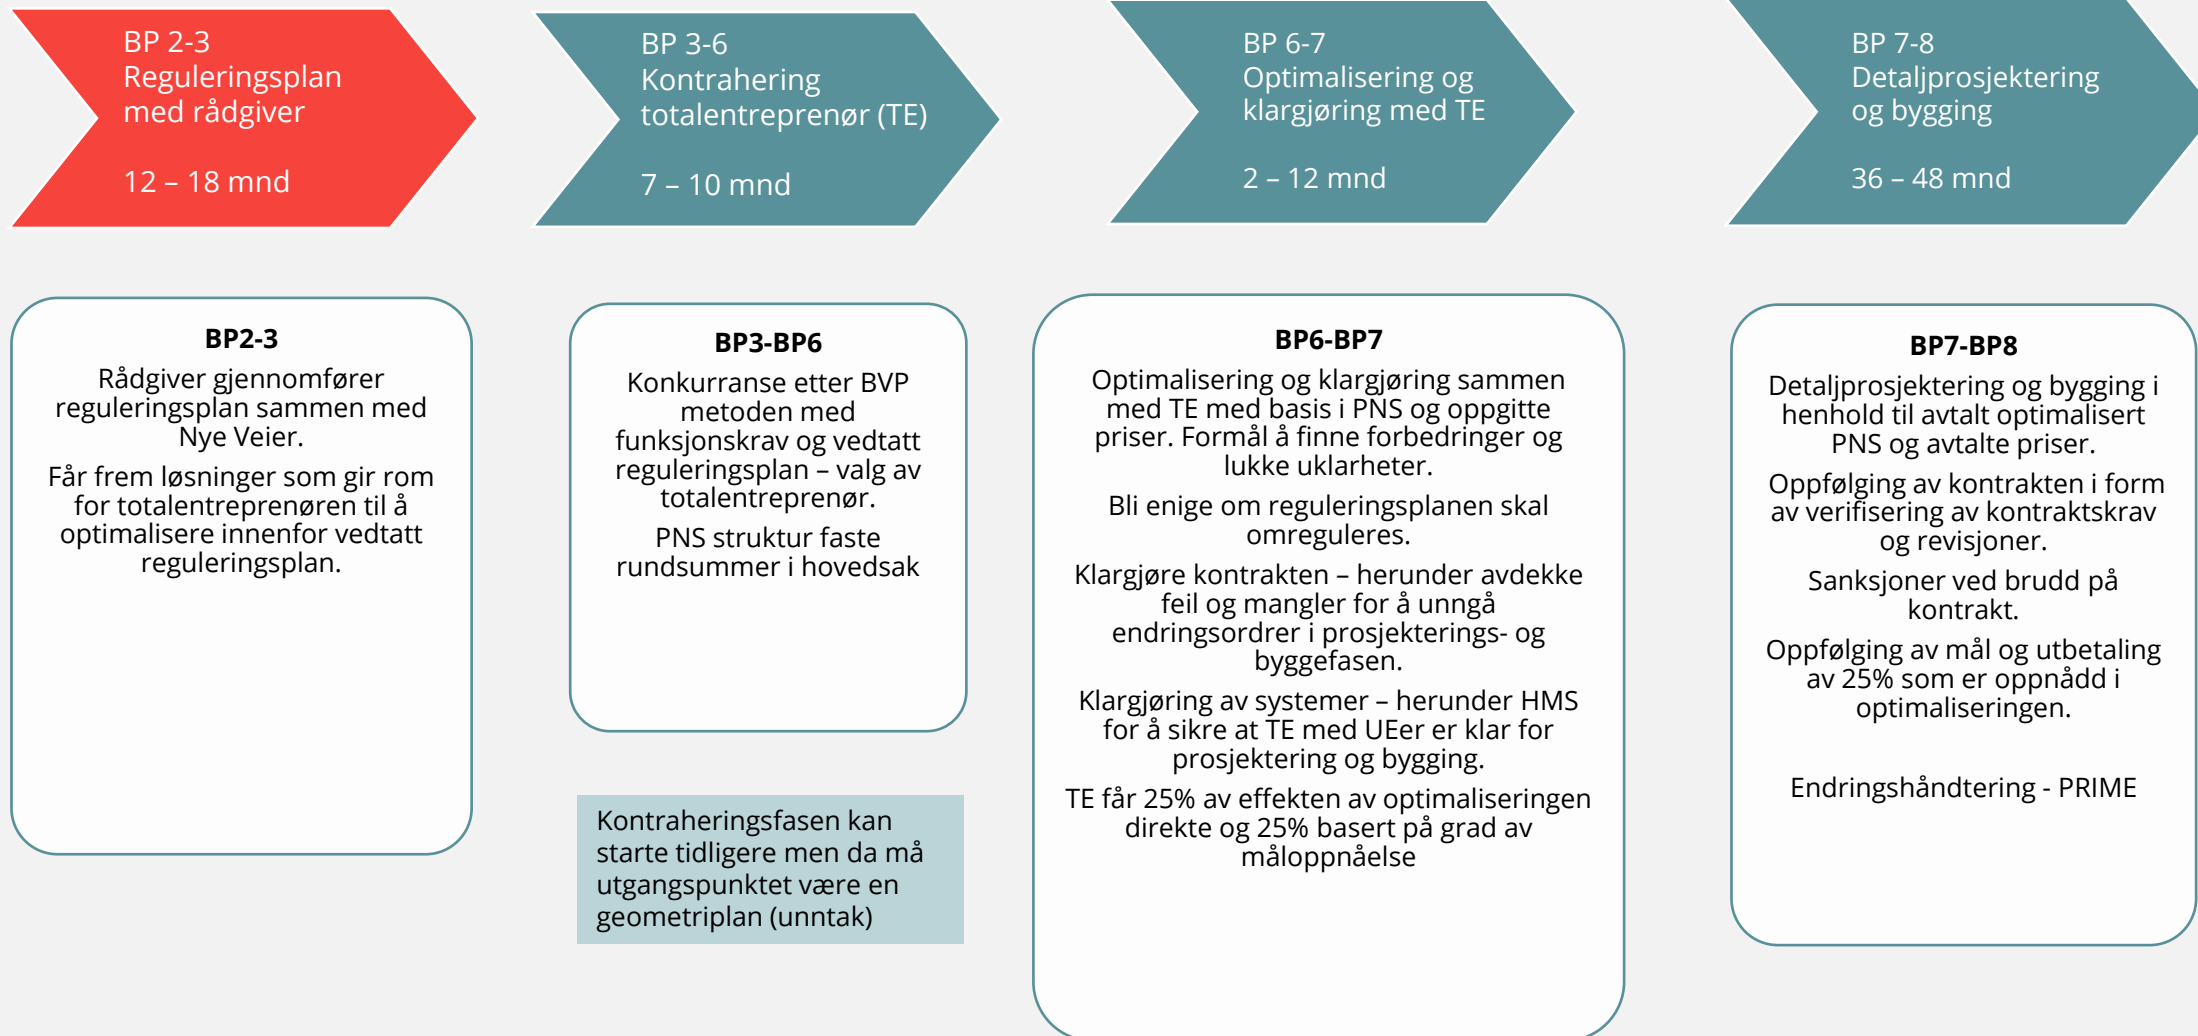 BP 2-3
Reguleringsplan
med rådgiver
12 – 18 mnd
BP 3-6
Kontrahering
totalentreprenør (TE)
7 – 10 mnd
BP 6-7
Optimalisering og
klargjøring med TE
2 – 12 mnd
BP 7-8
Detaljprosjektering
og bygging
36 – 48 mnd
BP2-3
Rådgiver gjennomfører
reguleringsplan sammen med
Nye Veier.
Får frem løsninger som gir rom
for totalentreprenøren til å
optimalisere innenfor vedtatt
reguleringsplan.
BP3-BP6
Konkurranse etter BVP
metoden med
funksjonskrav og vedtatt
reguleringsplan – valg av
totalentreprenør.
PNS struktur faste
rundsummer i hovedsak
Kontraheringsfasen kan
starte tidligere men da må
utgangspunktet være en
geometriplan (unntak)
BP6-BP7
Optimalisering og klargjøring sammen
med TE med basis i PNS og oppgitte
priser. Formål å finne forbedringer og
lukke uklarheter.
Bli enige om reguleringsplanen skal
omreguleres.
Klargjøre kontrakten – herunder avdekke
feil og mangler for å unngå
endringsordrer i prosjekterings- og
byggefasen.
Klargjøring av systemer – herunder HMS
for å sikre at TE med UEer er klar for
prosjektering og bygging.
TE får 25% av effekten av optimaliseringen
direkte og 25% basert på grad av
måloppnåelse
BP7-BP8
Detaljprosjektering og bygging i
henhold til avtalt optimalisert
PNS og avtalte priser.
Oppfølging av kontrakten i form
av verifisering av kontraktskrav
og revisjoner.
Sanksjoner ved brudd på
kontrakt.
Oppfølging av mål og utbetaling
av 25% som er oppnådd i
optimaliseringen.
Endringshåndtering - PRIME